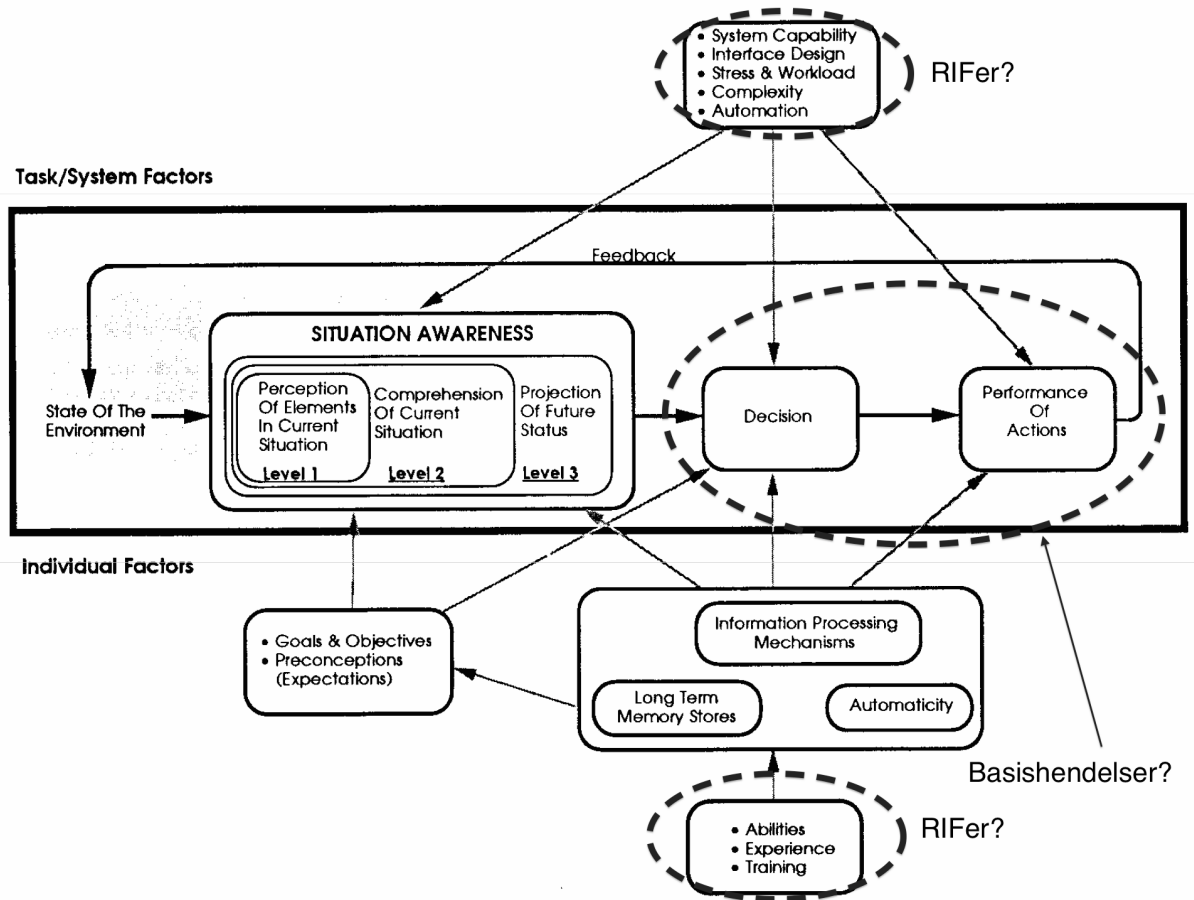 • System Capability
• Interface Design
• Stress & Workload
• Complexity
• Automation
RIFer?
Task/System Factors
Feedback
SITUATION AWARENESS
Perception
Of Elements
In Current
Situation
Level 1
Comprehension
Of Current
Situation
Level 2
Projection
Of Future
Status
Level 3
State Of The
Environment
Decision
Performance
Of
Actions
Individual Factors
• Goals & Objectives
• Preconceptions
(Expectations)
Information Processing
Mechanisms
Long Term
Memory Stores
Automaticity
Basishendelser?
• Abilities
• Experience
• Training
RIFer?